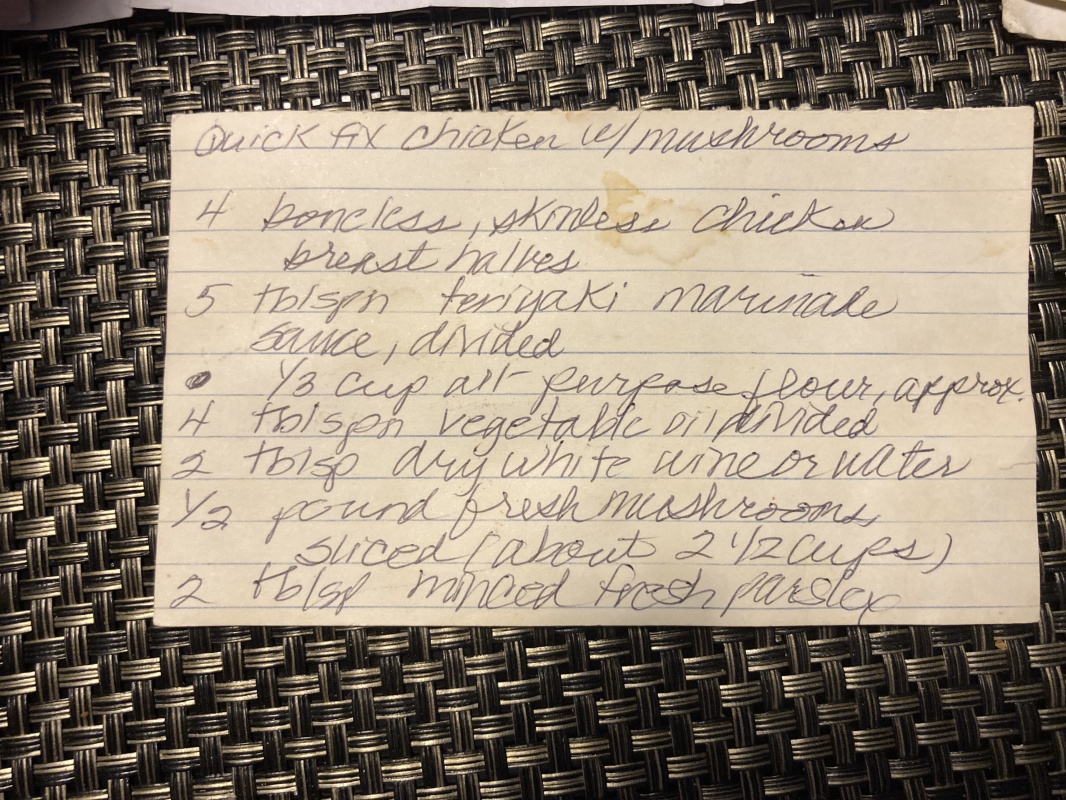 Quick fix chicken w/ mushrooms
4 boneless, skinless chicken
breast halves
5 tblspn teriyaki marinade
sauce, divided
1/3 cup all-purpose flour, approx.
4 tblspn vegetable oil divided
2 tblsp dry white wine or water
1/2 pound fresh mushrooms
sliced (about 2 1/2 cups)
2 tblsp minced fresh parsley